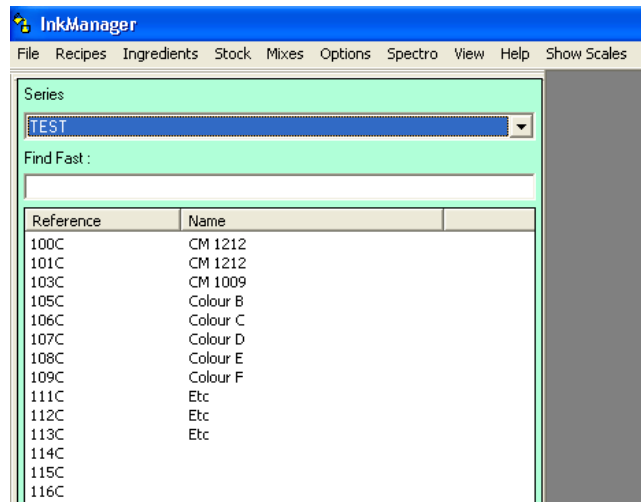 InkManager
File Recipes Ingredients Stock Mixes Options Spectro View Help Show Scales
Series
TEST
Find Fast :
Reference Name
100C CM 1212
101C CM 1212
103C CM 1009
105C Colour B
106C Colour C
107C Colour D
108C Colour E
109C Colour F
111C Etc
112C Etc
113C Etc
114C
115C
116C